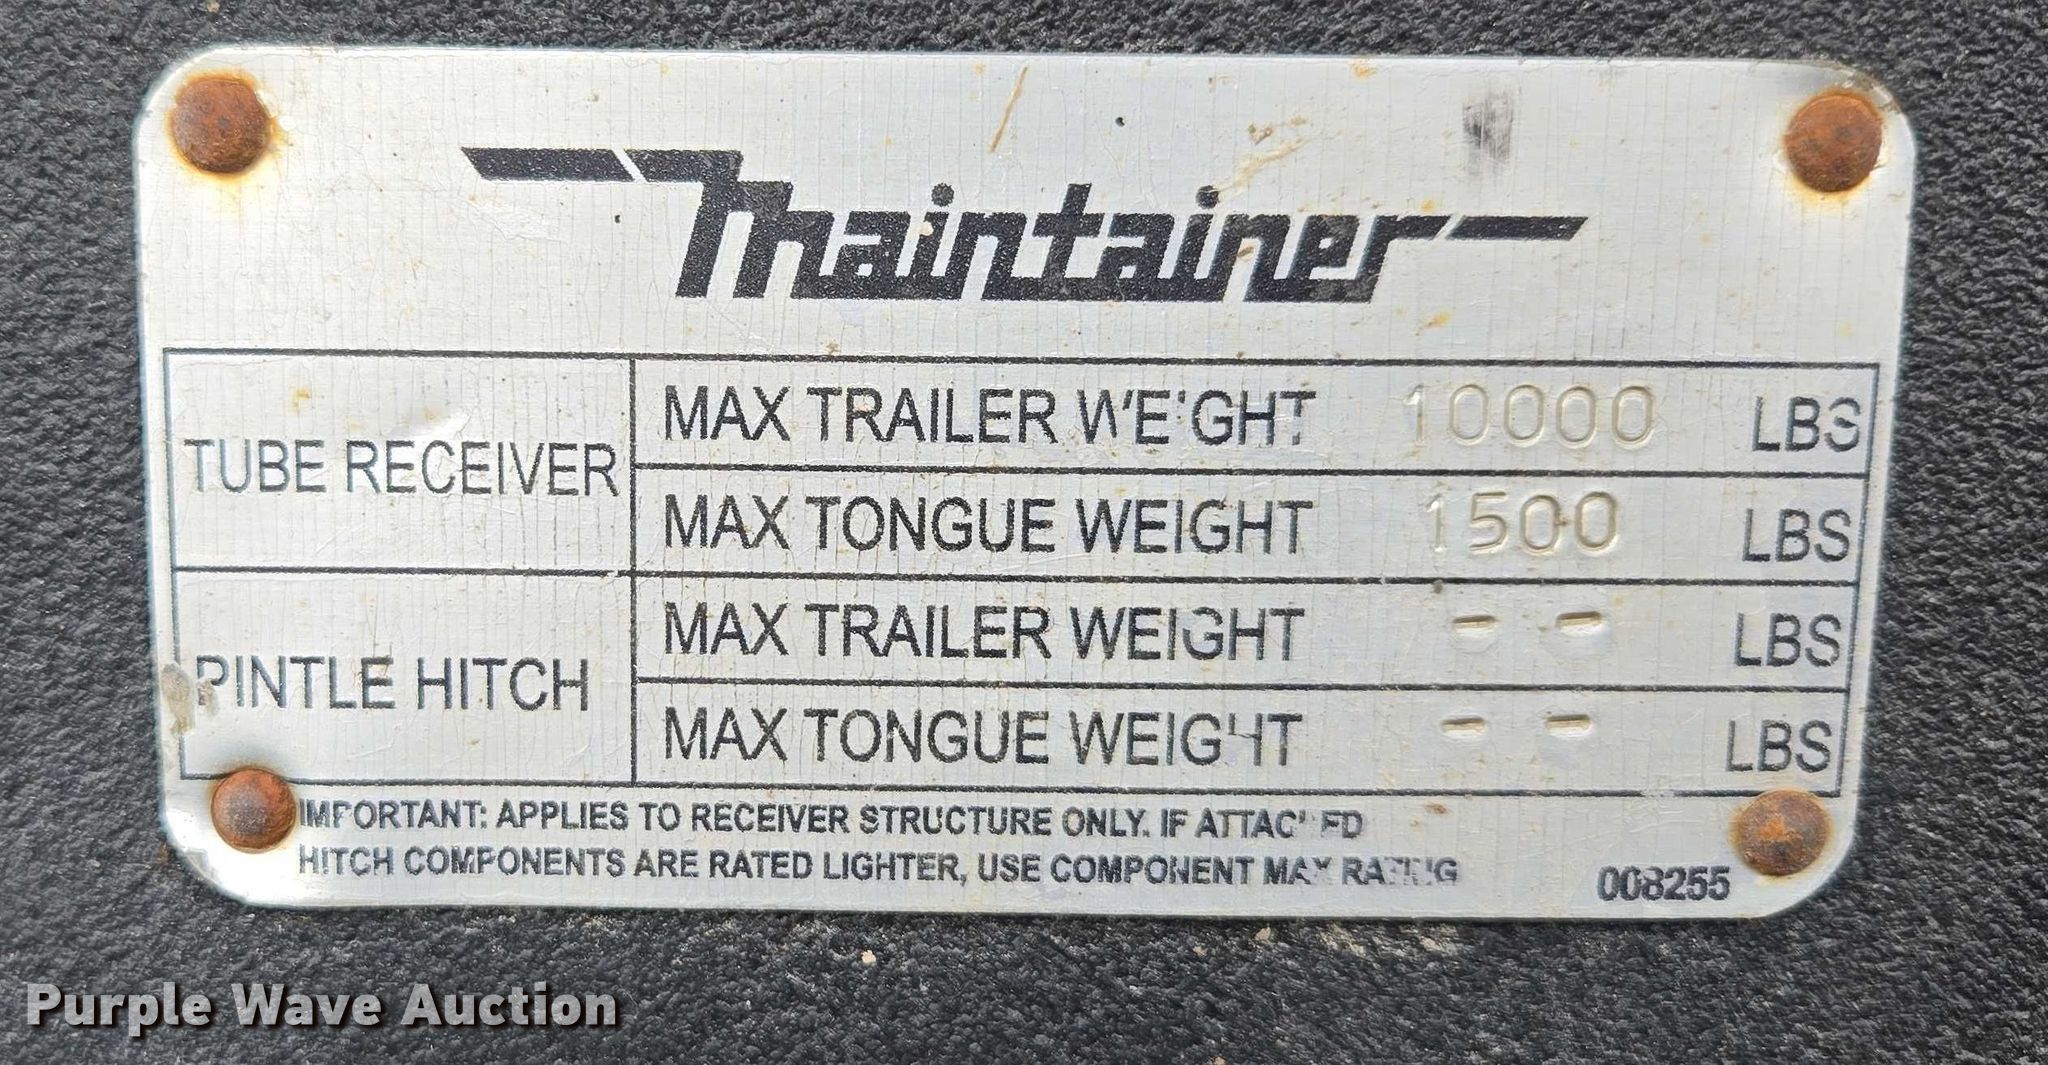 Maintainer
TUBE RECEIVER
MAX TRAILER WEIGHT 10000 LBS
MAX TONGUE WEIGHT 1500 LBS
PINTLE HITCH
MAX TRAILER WEIGHT - - LBS
MAX TONGUE WEIGHT - - LBS
IMPORTANT: APPLIES TO RECEIVER STRUCTURE ONLY. IF ATTACHED
HITCH COMPONENTS ARE RATED LIGHTER, USE COMPONENT MAX RATING
008255
Purple Wave Auction